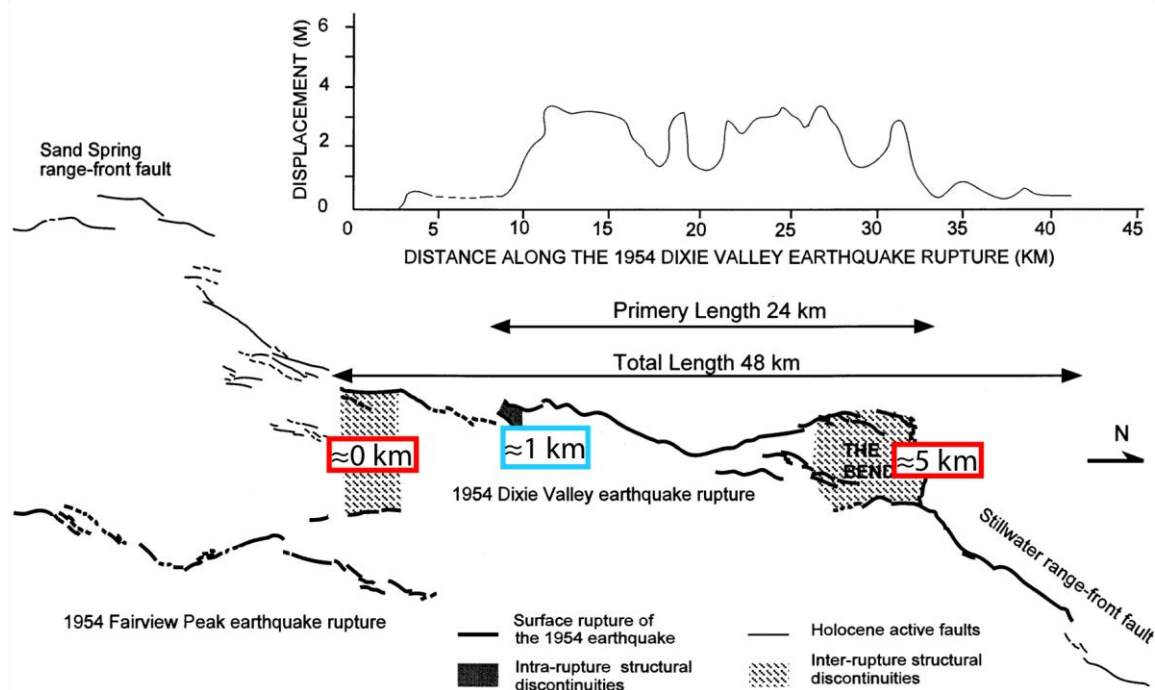 DISPLACEMENT (M)
6
4
2
0
0 5 10 15 20 25 30 35 40 45
DISTANCE ALONG THE 1954 DIXIE VALLEY EARTHQUAKE RUPTURE (KM)
Sand Spring
range-front fault
Primery Length 24 km
Total Length 48 km
≈0 km
≈1 km
THE
BEND
≈5 km
N
1954 Dixie Valley earthquake rupture
Stillwater range-front fault
1954 Fairview Peak earthquake rupture
Surface rupture of
the 1954 earthquake
Holocene active faults
Intra-rupture structural
discontinuities
Inter-rupture structural
discontinuities